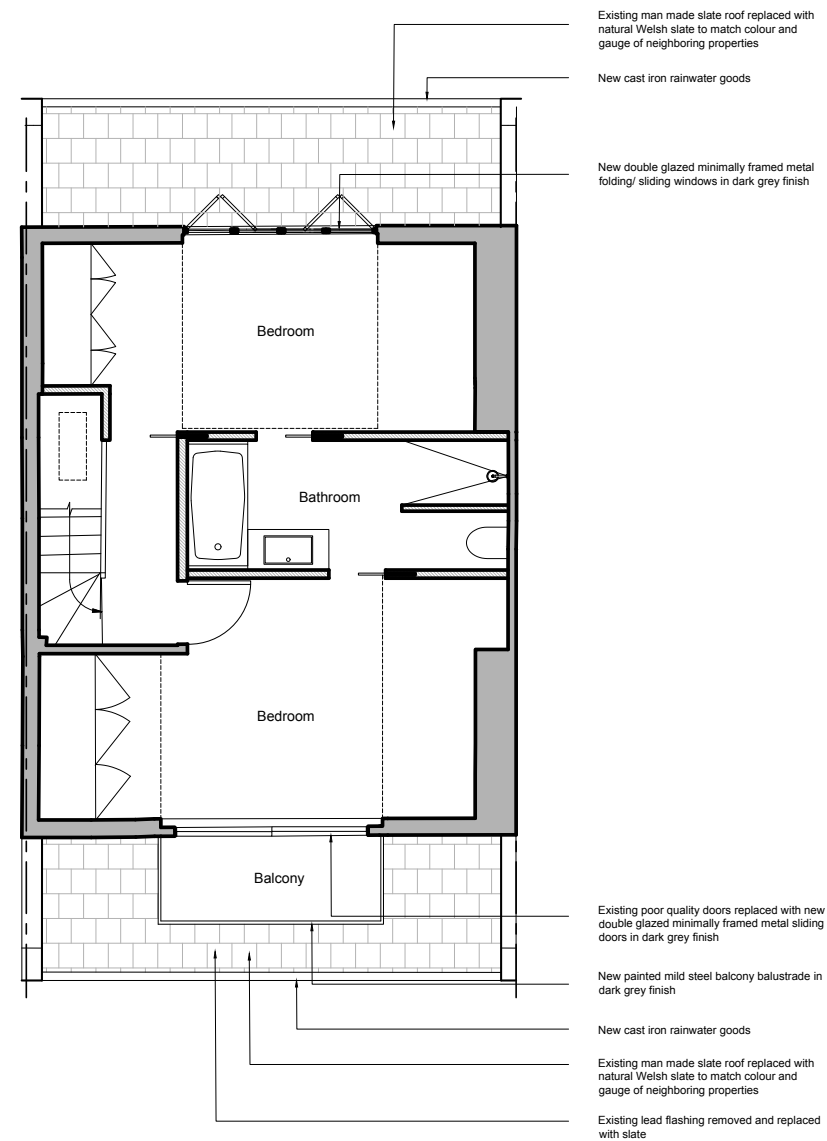 Existing man made slate roof replaced with
natural Welsh slate to match colour and
gauge of neighboring properties
New cast iron rainwater goods
New double glazed minimally framed metal
folding/ sliding windows in dark grey finish
Bedroom
Bathroom
Bedroom
Balcony
Existing poor quality doors replaced with new
double glazed minimally framed metal sliding
doors in dark grey finish
New painted mild steel balcony balustrade in
dark grey finish
New cast iron rainwater goods
Existing man made slate roof replaced with
natural Welsh slate to match colour and
gauge of neighboring properties
Existing lead flashing removed and replaced
with slate